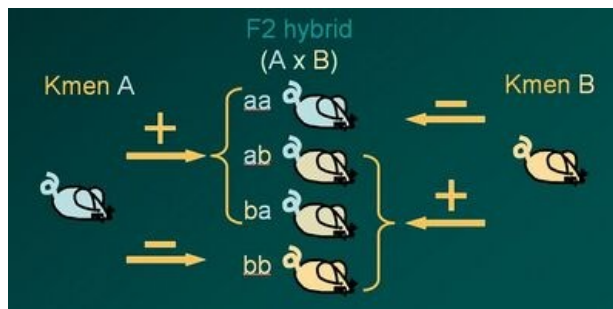 F2 hybrid
(A x B)
Kmen A
Kmen B
aa
ab
ba
bb
+
−
−
+